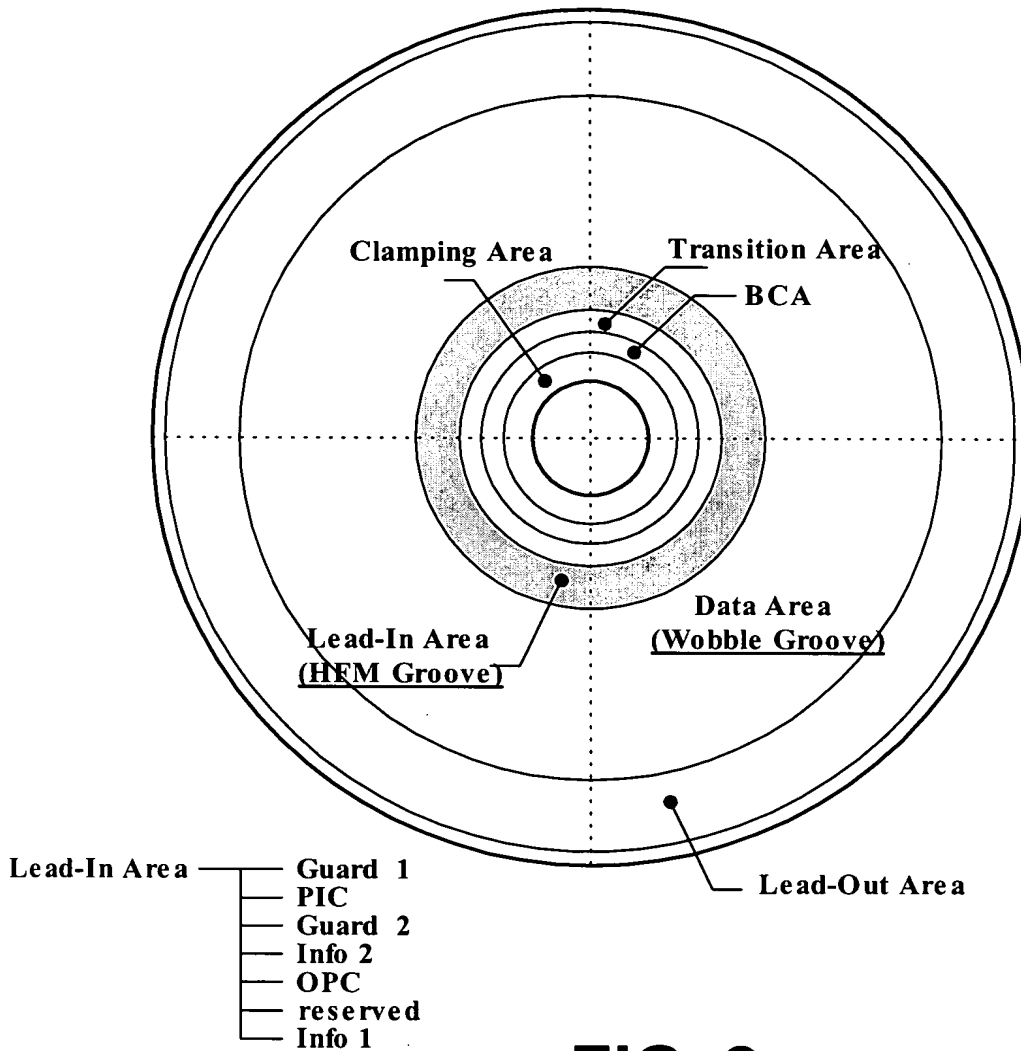 Clamping Area
Transition Area
BCA
Data Area
(Wobble Groove)
Lead-In Area
(HFM Groove)
Lead-In Area
Guard 1
PIC
Guard 2
Info 2
OPC
reserved
Info 1
Lead-Out Area